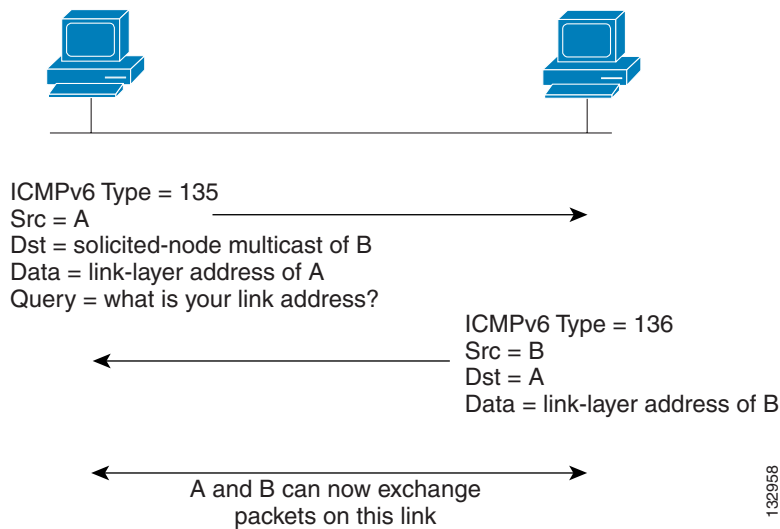 ICMPv6 Type = 135
Src = A
Dst = solicited-node multicast of B
Data = link-layer address of A
Query = what is your link address?
ICMPv6 Type = 136
Src = B
Dst = A
Data = link-layer address of B
A and B can now exchange
packets on this link
132958